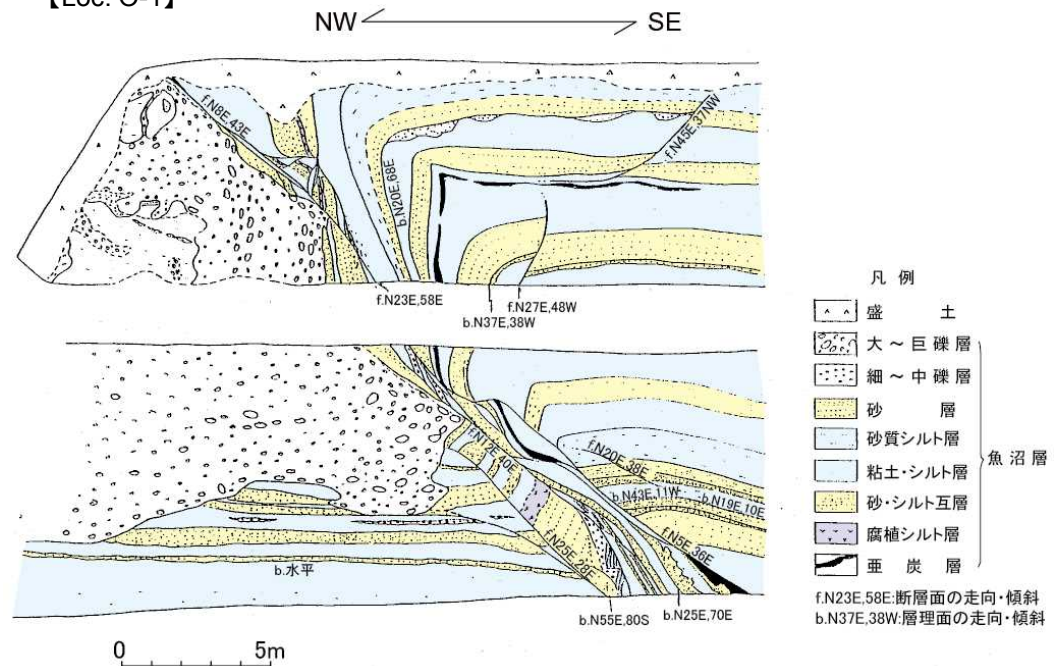 【Loc. O-1】
NW SE
f.N8E,43E
b.N20E,68E
f.N45E,37NW
f.N23E,58E
f.N27E,48W
b.N37E,38W
f.N12E,40E
f.N20E,38E
b.N43E,11W
b.N19E,10E
f.N5E,36E
f.N25E,28E
b.水平
b.N25E,70E
b.N55E,80S
0 5m
凡 例
盛 土
大～巨礫層
細～中礫層
砂 層
砂質シルト層
粘土・シルト層
砂・シルト互層
腐植シルト層
亜 炭 層
魚沼層
f.N23E,58E:断層面の走向・傾斜
b.N37E,38W:層理面の走向・傾斜